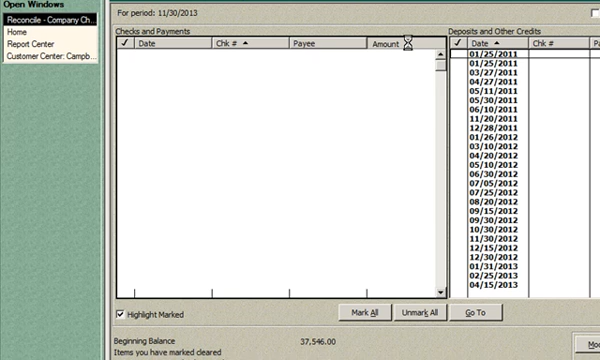 Open Windows
Reconcile - Company Ch...
Home
Report Center
Customer Center: Campb...
For period: 11/30/2013
Checks and Payments
✓ Date Chk # Payee Amount
Deposits and Other Credits
✓ Date Chk #
01/25/2011
01/25/2011
03/27/2011
04/27/2011
05/11/2011
05/30/2011
06/10/2011
11/20/2011
12/28/2011
01/26/2012
03/10/2012
04/20/2012
05/10/2012
06/30/2012
07/05/2012
07/25/2012
08/20/2012
09/15/2012
09/30/2012
10/30/2012
11/30/2012
12/15/2012
12/30/2012
01/31/2013
02/25/2013
04/15/2013
Highlight Marked
Mark All
Unmark All
Go To
Beginning Balance 37,546.00
Items you have marked cleared